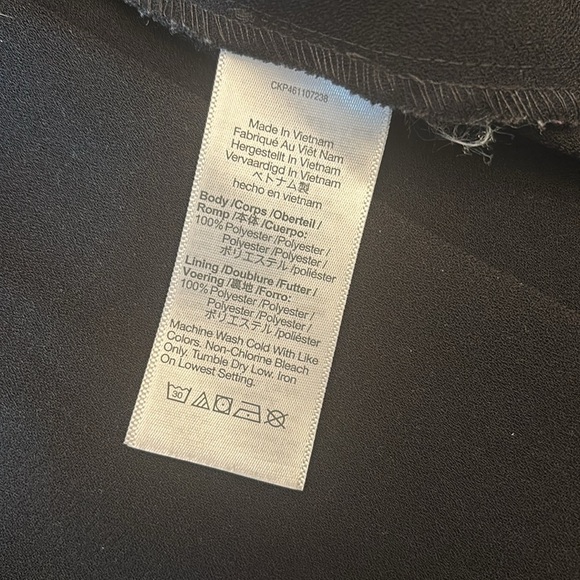 CKP461107238
Made In Vietnam
Fabriqué Au Việt Nam
Hergestellt In Vietnam
Vervaardigd In Vietnam
ベトナム製
hecho en vietnam
Body /Corps /Oberteil /
Romp /本体 /Cuerpo:
100% Polyester /Polyester /
Polyester /Polyester /
ポリエステル /poliéster
Lining /Doublure /Futter /
Voering /裏地 /Forro:
100% Polyester /Polyester /
Polyester /Polyester /
ポリエステル /poliéster
Machine Wash Cold With Like
Colors. Non-Chlorine Bleach
Only. Tumble Dry Low. Iron
On Lowest Setting.
30